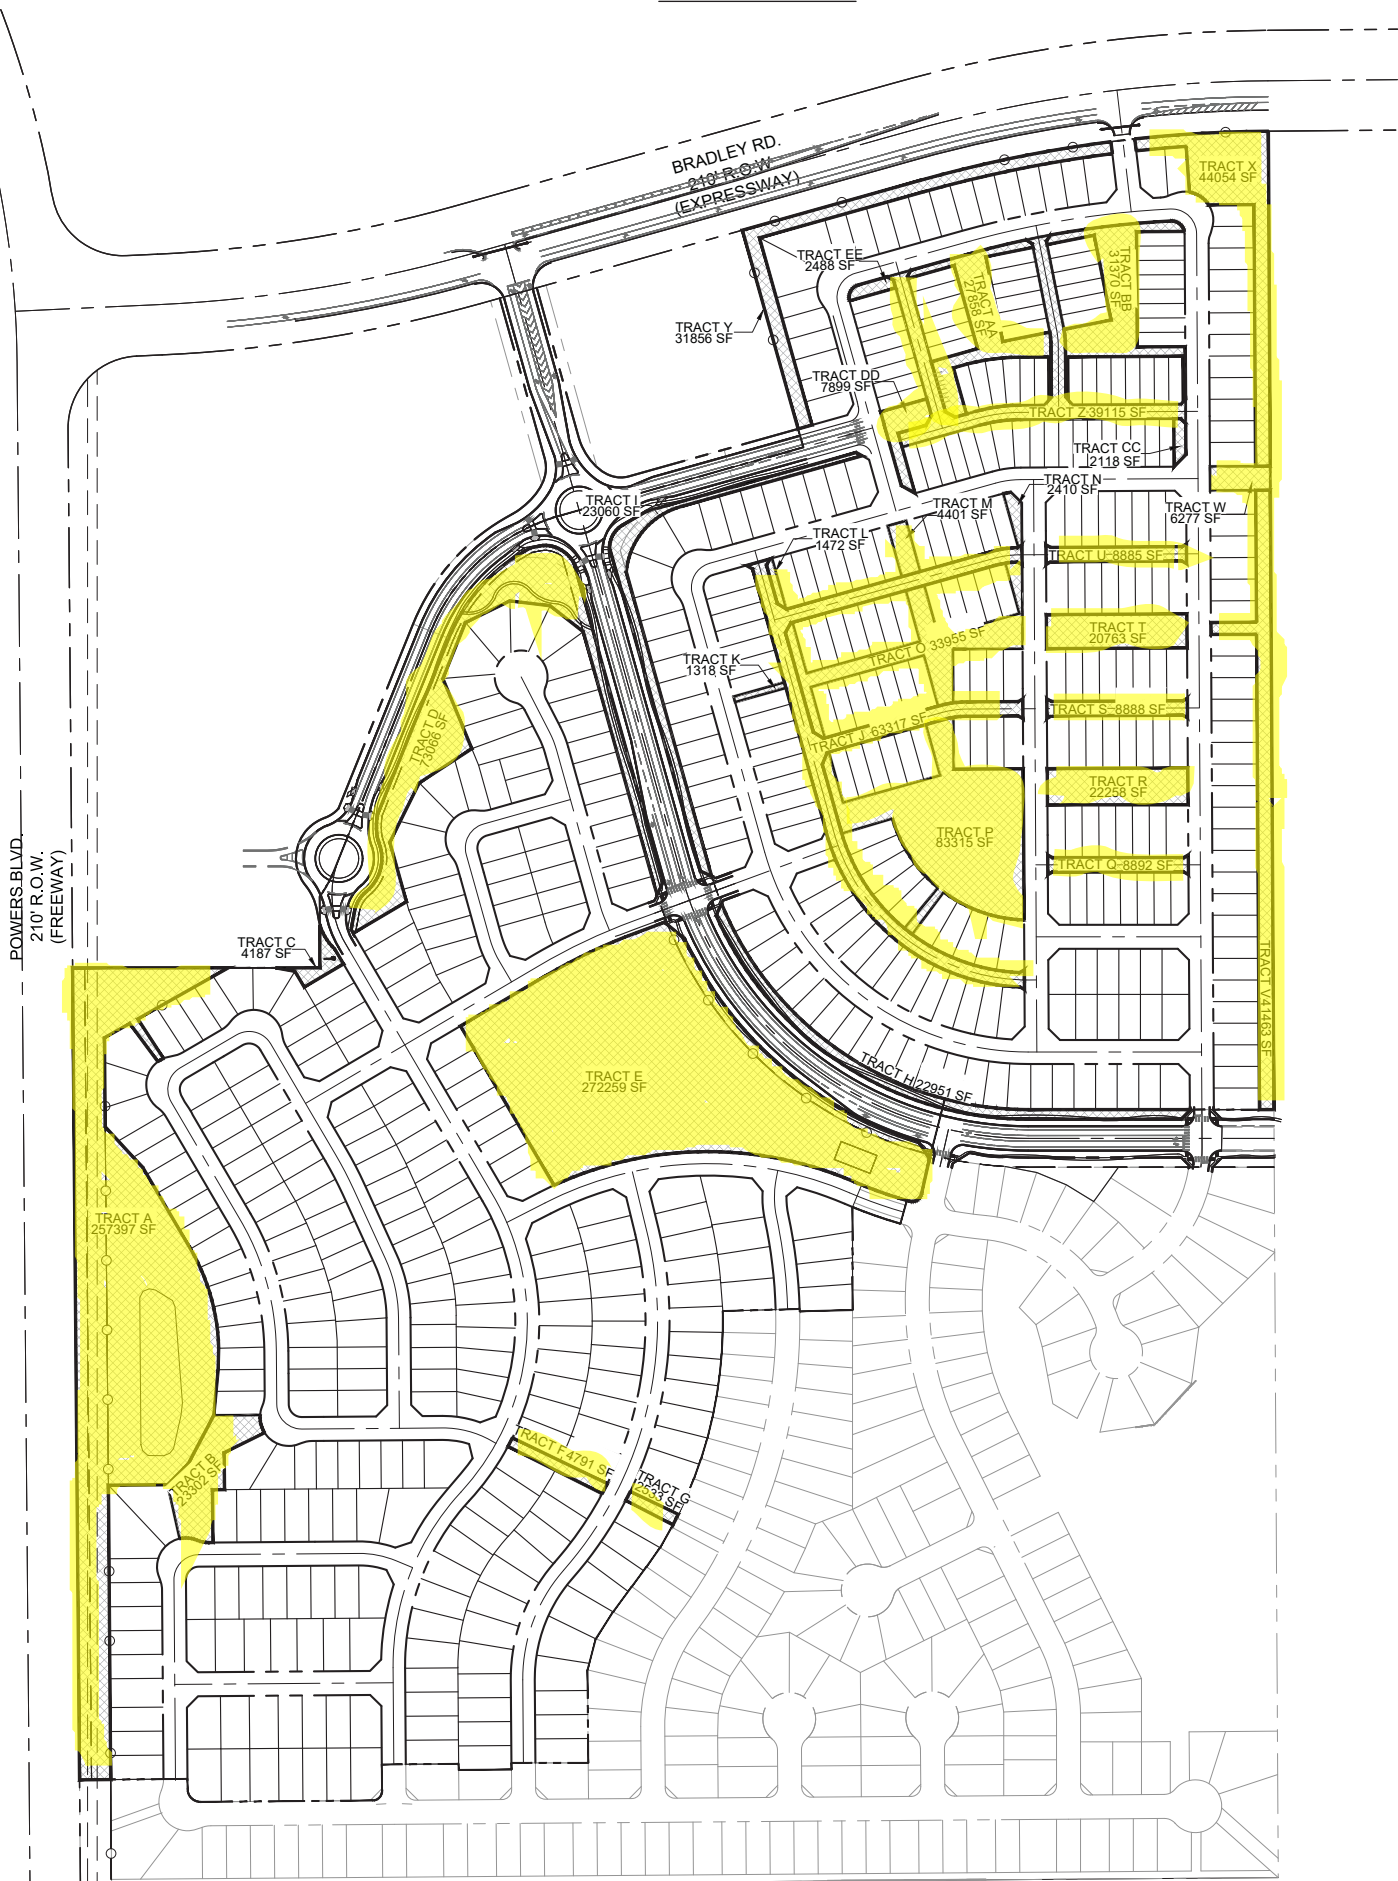 BRADLEY RD.
210' R.O.W
(EXPRESSWAY)
TRACT X
44054 SF
TRACT EE
2488 SF
TRACT AA
27858 SF
TRACT BB
31370 SF
TRACT Y
31856 SF
TRACT DD
7899 SF
TRACT Z 39115 SF
TRACT CC
2118 SF
TRACT N
2410 SF
TRACT I
23060 SF
TRACT M
4401 SF
TRACT W
6277 SF
TRACT L
1472 SF
TRACT U 8885 SF
TRACT T
20763 SF
TRACT O 33955 SF
TRACT K
1318 SF
TRACT S 8888 SF
TRACT D
73066 SF
TRACT J 63317 SF
TRACT R
22258 SF
TRACT P
83315 SF
TRACT Q 8892 SF
POWERS BLVD.
210' R.O.W.
(FREEWAY)
TRACT C
4187 SF
TRACT V 41463 SF
TRACT E
272259 SF
TRACT H 22951 SF
TRACT A
257397 SF
TRACT B
23302 SF
TRACT F 4791 SF
TRACT G
2533 SF